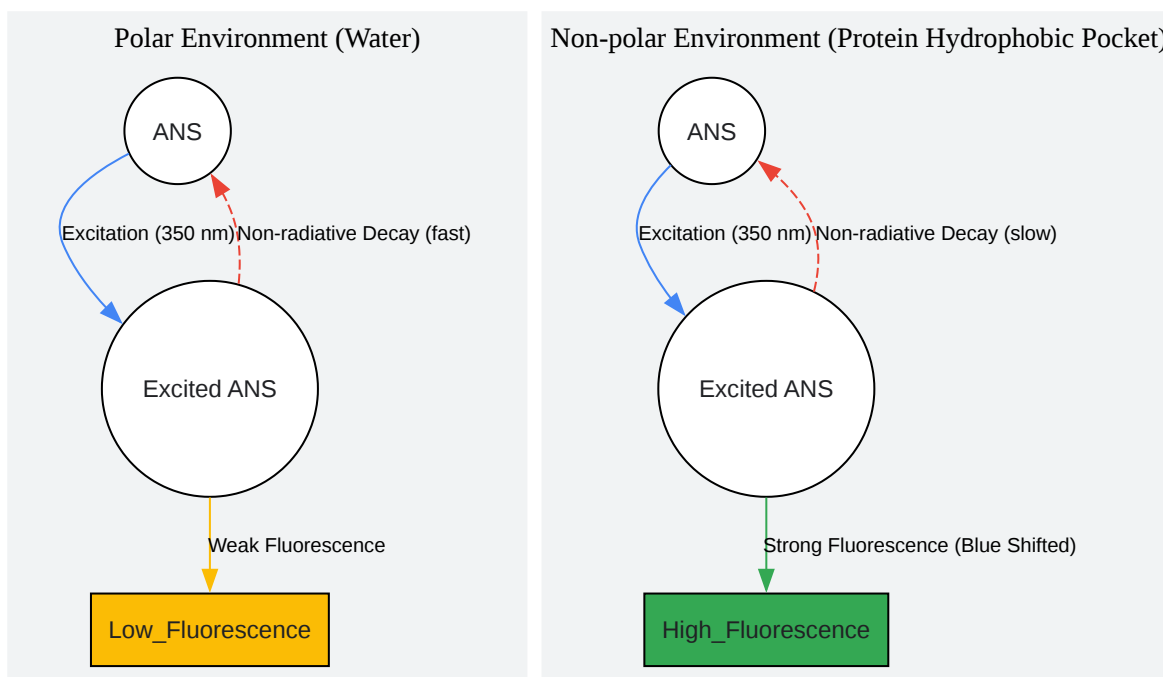 Polar Environment (Water)
ANS
Excitation (350 nm)
Non-radiative Decay (fast)
Excited ANS
Weak Fluorescence
Low_Fluorescence
Non-polar Environment (Protein Hydrophobic Pocket)
ANS
Excitation (350 nm)
Non-radiative Decay (slow)
Excited ANS
Strong Fluorescence (Blue Shifted)
High_Fluorescence